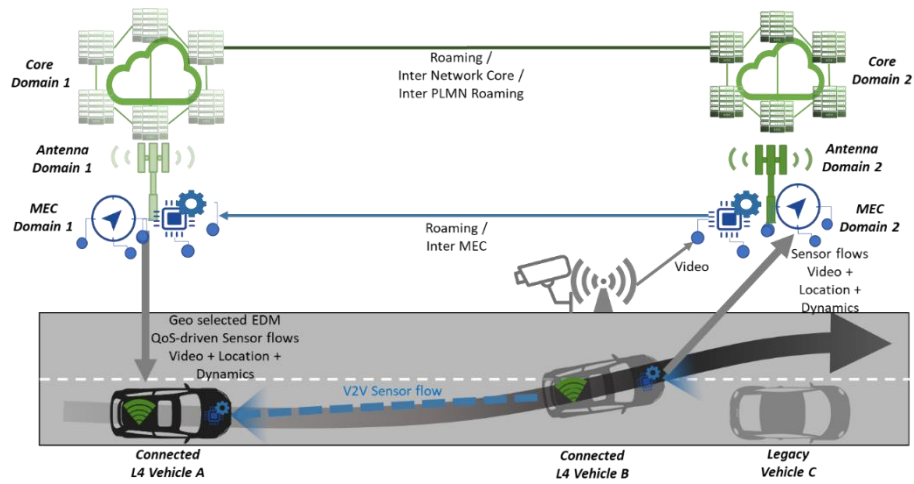 Core
Domain 1
Roaming /
Inter Network Core /
Inter PLMN Roaming
Core
Domain 2
Antenna
Domain 1
Antenna
Domain 2
MEC
Domain 1
Roaming /
Inter MEC
MEC
Domain 2
Video
Sensor flows
Video +
Location +
Dynamics
Geo selected EDM
QoS-driven Sensor flows
Video + Location +
Dynamics
V2V Sensor flow
Connected
L4 Vehicle A
Connected
L4 Vehicle B
Legacy
Vehicle C